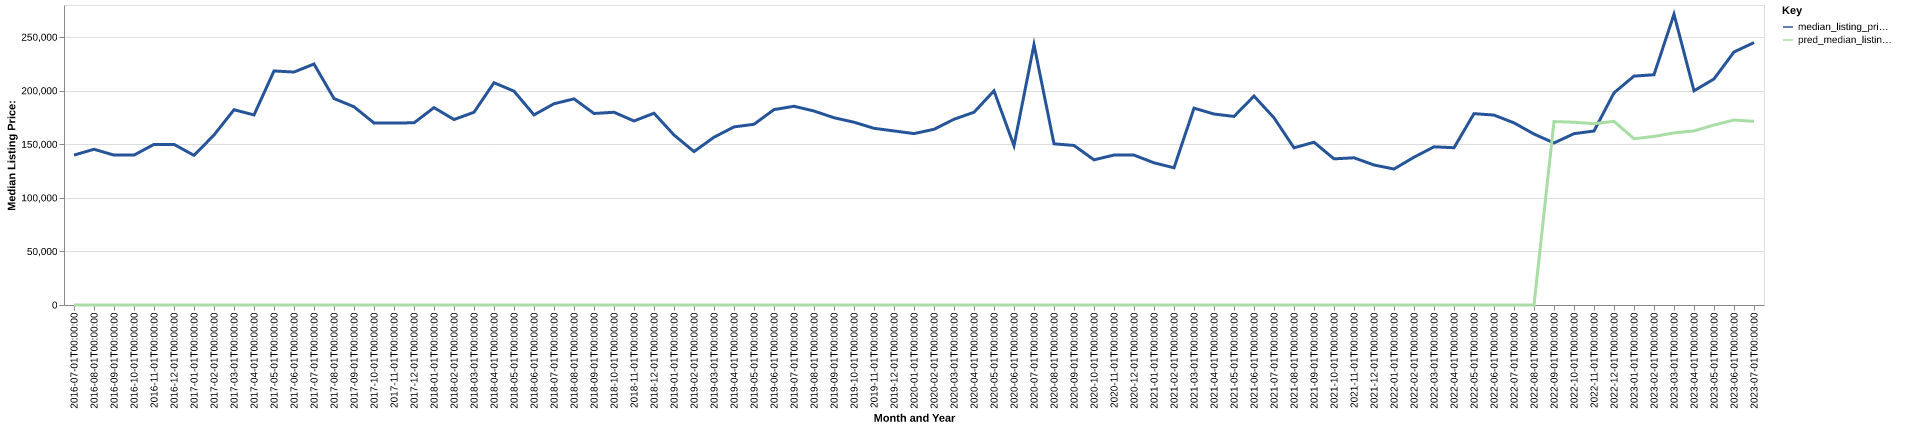 Key
median_listing_pri...
pred_median_listin...
Median Listing Price:
250,000
200,000
150,000
100,000
50,000
0
2016-07-01T00:00:00
2016-08-01T00:00:00
2016-09-01T00:00:00
2016-10-01T00:00:00
2016-11-01T00:00:00
2016-12-01T00:00:00
2017-01-01T00:00:00
2017-02-01T00:00:00
2017-03-01T00:00:00
2017-04-01T00:00:00
2017-05-01T00:00:00
2017-06-01T00:00:00
2017-07-01T00:00:00
2017-08-01T00:00:00
2017-09-01T00:00:00
2017-10-01T00:00:00
2017-11-01T00:00:00
2017-12-01T00:00:00
2018-01-01T00:00:00
2018-02-01T00:00:00
2018-03-01T00:00:00
2018-04-01T00:00:00
2018-05-01T00:00:00
2018-06-01T00:00:00
2018-07-01T00:00:00
2018-08-01T00:00:00
2018-09-01T00:00:00
2018-10-01T00:00:00
2018-11-01T00:00:00
2018-12-01T00:00:00
2019-01-01T00:00:00
2019-02-01T00:00:00
2019-03-01T00:00:00
2019-04-01T00:00:00
2019-05-01T00:00:00
2019-06-01T00:00:00
2019-07-01T00:00:00
2019-08-01T00:00:00
2019-09-01T00:00:00
2019-10-01T00:00:00
2019-11-01T00:00:00
2019-12-01T00:00:00
2020-01-01T00:00:00
2020-02-01T00:00:00
2020-03-01T00:00:00
2020-04-01T00:00:00
2020-05-01T00:00:00
2020-06-01T00:00:00
2020-07-01T00:00:00
2020-08-01T00:00:00
2020-09-01T00:00:00
2020-10-01T00:00:00
2020-11-01T00:00:00
2020-12-01T00:00:00
2021-01-01T00:00:00
2021-02-01T00:00:00
2021-03-01T00:00:00
2021-04-01T00:00:00
2021-05-01T00:00:00
2021-06-01T00:00:00
2021-07-01T00:00:00
2021-08-01T00:00:00
2021-09-01T00:00:00
2021-10-01T00:00:00
2021-11-01T00:00:00
2021-12-01T00:00:00
2022-01-01T00:00:00
2022-02-01T00:00:00
2022-03-01T00:00:00
2022-04-01T00:00:00
2022-05-01T00:00:00
2022-06-01T00:00:00
2022-07-01T00:00:00
2022-08-01T00:00:00
2022-09-01T00:00:00
2022-10-01T00:00:00
2022-11-01T00:00:00
2022-12-01T00:00:00
2023-01-01T00:00:00
2023-02-01T00:00:00
2023-03-01T00:00:00
2023-04-01T00:00:00
2023-05-01T00:00:00
2023-06-01T00:00:00
2023-07-01T00:00:00
Month and Year